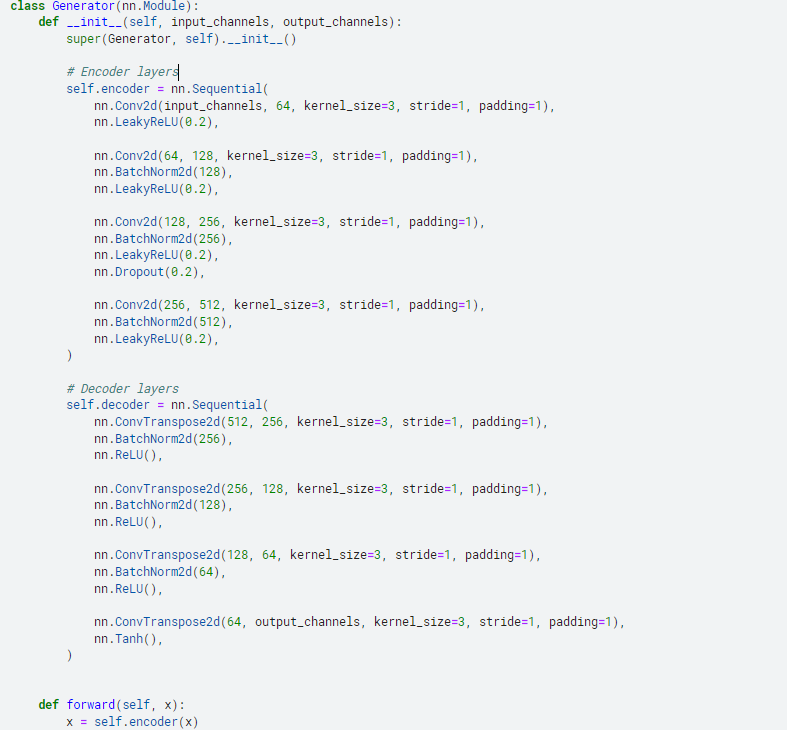 class Generator(nn.Module):
    def __init__(self, input_channels, output_channels):
        super(Generator, self).__init__()

        # Encoder layers
        self.encoder = nn.Sequential(
            nn.Conv2d(input_channels, 64, kernel_size=3, stride=1, padding=1),
            nn.LeakyReLU(0.2),

            nn.Conv2d(64, 128, kernel_size=3, stride=1, padding=1),
            nn.BatchNorm2d(128),
            nn.LeakyReLU(0.2),

            nn.Conv2d(128, 256, kernel_size=3, stride=1, padding=1),
            nn.BatchNorm2d(256),
            nn.LeakyReLU(0.2),
            nn.Dropout(0.2),

            nn.Conv2d(256, 512, kernel_size=3, stride=1, padding=1),
            nn.BatchNorm2d(512),
            nn.LeakyReLU(0.2),
        )

        # Decoder layers
        self.decoder = nn.Sequential(
            nn.ConvTranspose2d(512, 256, kernel_size=3, stride=1, padding=1),
            nn.BatchNorm2d(256),
            nn.ReLU(),

            nn.ConvTranspose2d(256, 128, kernel_size=3, stride=1, padding=1),
            nn.BatchNorm2d(128),
            nn.ReLU(),

            nn.ConvTranspose2d(128, 64, kernel_size=3, stride=1, padding=1),
            nn.BatchNorm2d(64),
            nn.ReLU(),

            nn.ConvTranspose2d(64, output_channels, kernel_size=3, stride=1, padding=1),
            nn.Tanh(),
        )

    def forward(self, x):
        x = self.encoder(x)